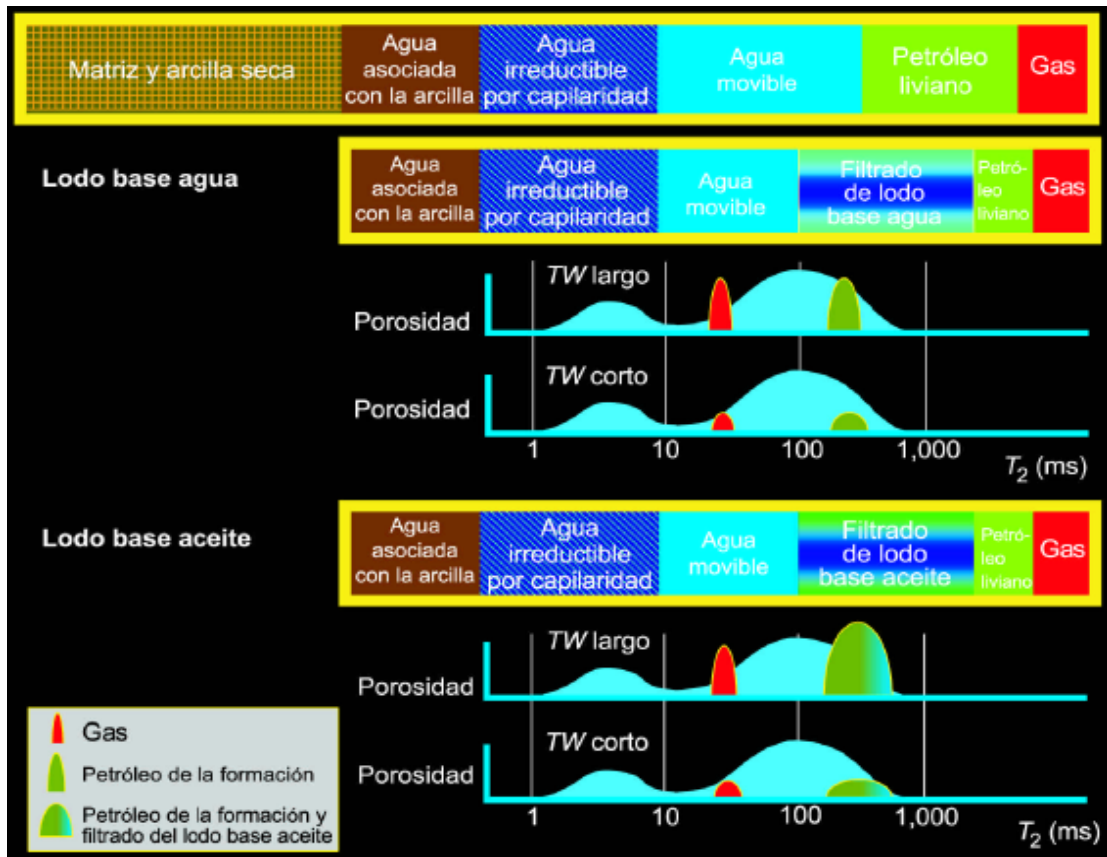 Matriz y arcilla seca
Agua
asociada
con la arcilla
Agua
irreductible
por capilaridad
Agua
movible
Petróleo
liviano
Gas
Lodo base agua
Agua
asociada
con la arcilla
Agua
irreductible
por capilaridad
Agua
movible
Filtrado
de lodo
base agua
Petró-
leo
liviano
Gas
TW largo
Porosidad
TW corto
Porosidad
1 10 100 1,000
T2 (ms)
Lodo base aceite
Agua
asociada
con la arcilla
Agua
irreductible
por capilaridad
Agua
movible
Filtrado
de lodo
base aceite
Petró-
leo
liviano
Gas
TW largo
Porosidad
TW corto
Porosidad
1 10 100 1,000
T2 (ms)
Gas
Petróleo de la formación
Petróleo de la formación y
filtrado del lodo base aceite